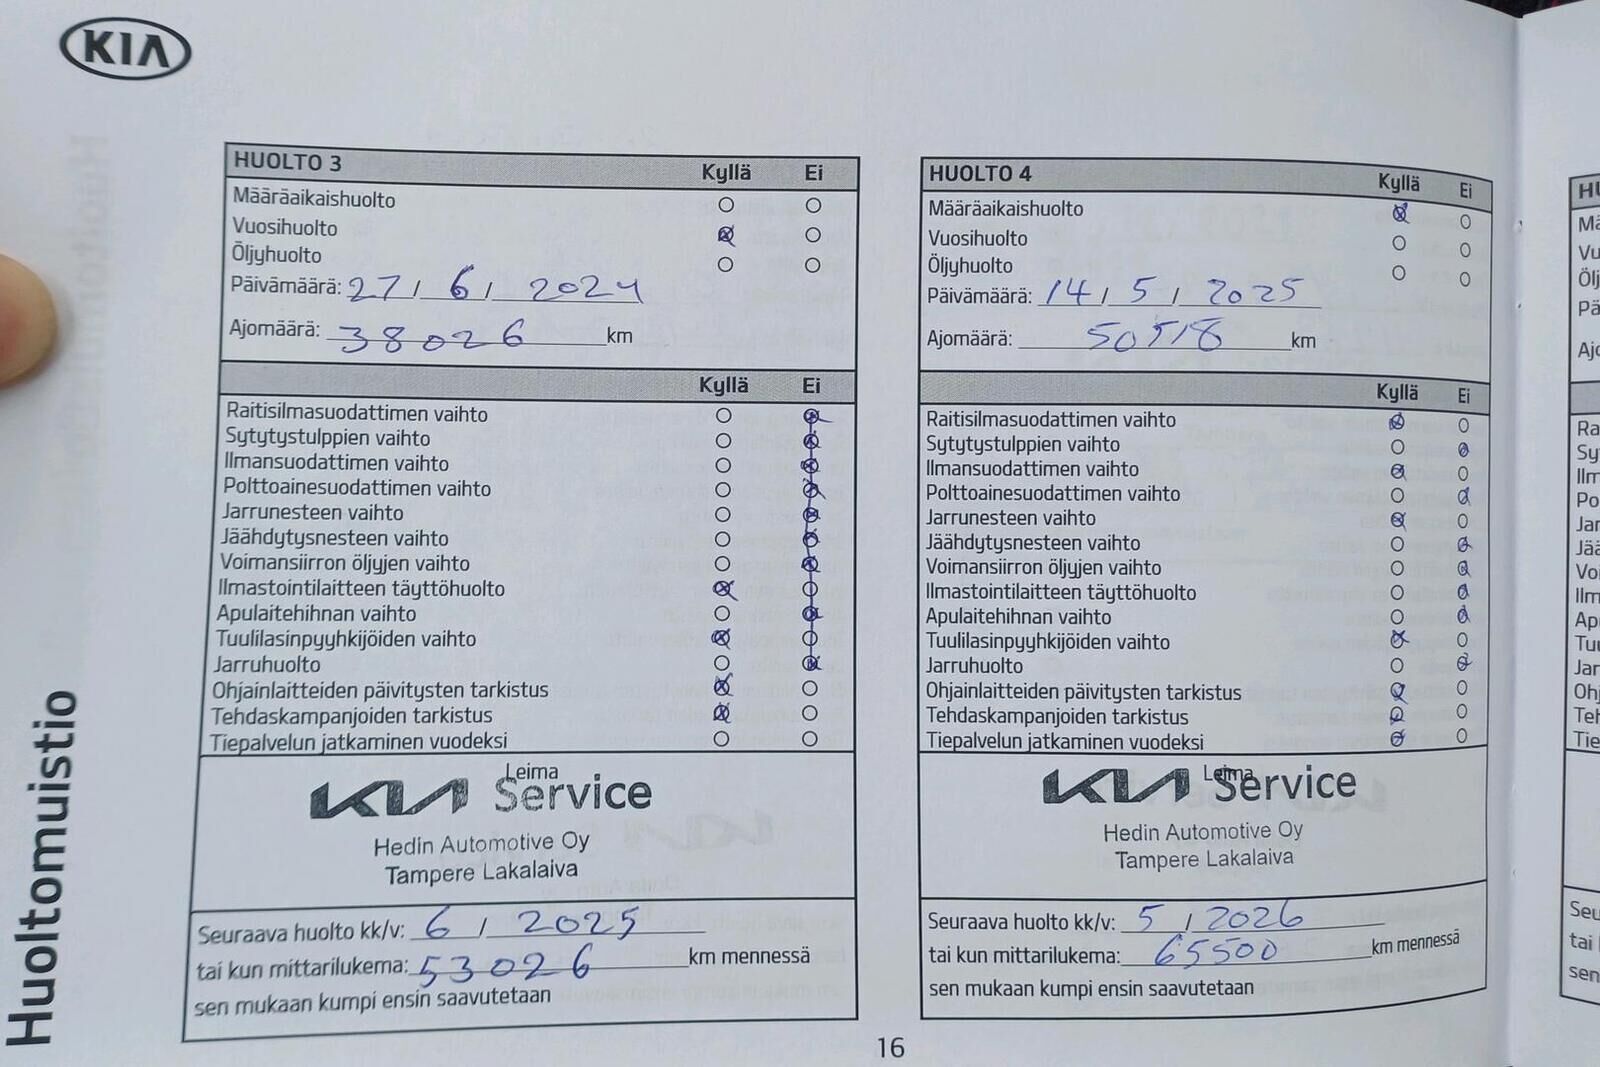 KIA
Huoltomuistio
HUOLTO 3 Kyllä Ei
Määräaikaishuolto
Vuosihuolto
Öljyhuolto
Päivämäärä: 27 / 6 / 2024
Ajomäärä: 38026 km
Kyllä Ei
Raitisilmasuodattimen vaihto
Sytytystulppien vaihto
Ilmansuodattimen vaihto
Polttoainesuodattimen vaihto
Jarrunesteen vaihto
Jäähdytysnesteen vaihto
Voimansiirron öljyjen vaihto
Ilmastointilaitteen täyttöhuolto
Apulaitehihnan vaihto
Tuulilasinpyyhkijöiden vaihto
Jarruhuolto
Ohjainlaitteiden päivitysten tarkistus
Tehdaskampanjoiden tarkistus
Tiepalvelun jatkaminen vuodeksi
Leima
KIA Service
Hedin Automotive Oy
Tampere Lakalaiva
Seuraava huolto kk/v: 6 / 2025
tai kun mittarilukema: 53026 km mennessä
sen mukaan kumpi ensin saavutetaan
HUOLTO 4 Kyllä Ei
Määräaikaishuolto
Vuosihuolto
Öljyhuolto
Päivämäärä: 14 / 5 / 2025
Ajomäärä: 50518 km
Kyllä Ei
Raitisilmasuodattimen vaihto
Sytytystulppien vaihto
Ilmansuodattimen vaihto
Polttoainesuodattimen vaihto
Jarrunesteen vaihto
Jäähdytysnesteen vaihto
Voimansiirron öljyjen vaihto
Ilmastointilaitteen täyttöhuolto
Apulaitehihnan vaihto
Tuulilasinpyyhkijöiden vaihto
Jarruhuolto
Ohjainlaitteiden päivitysten tarkistus
Tehdaskampanjoiden tarkistus
Tiepalvelun jatkaminen vuodeksi
Leima
KIA Service
Hedin Automotive Oy
Tampere Lakalaiva
Seuraava huolto kk/v: 5 / 2026
tai kun mittarilukema: 65500 km mennessä
sen mukaan kumpi ensin saavutetaan
16